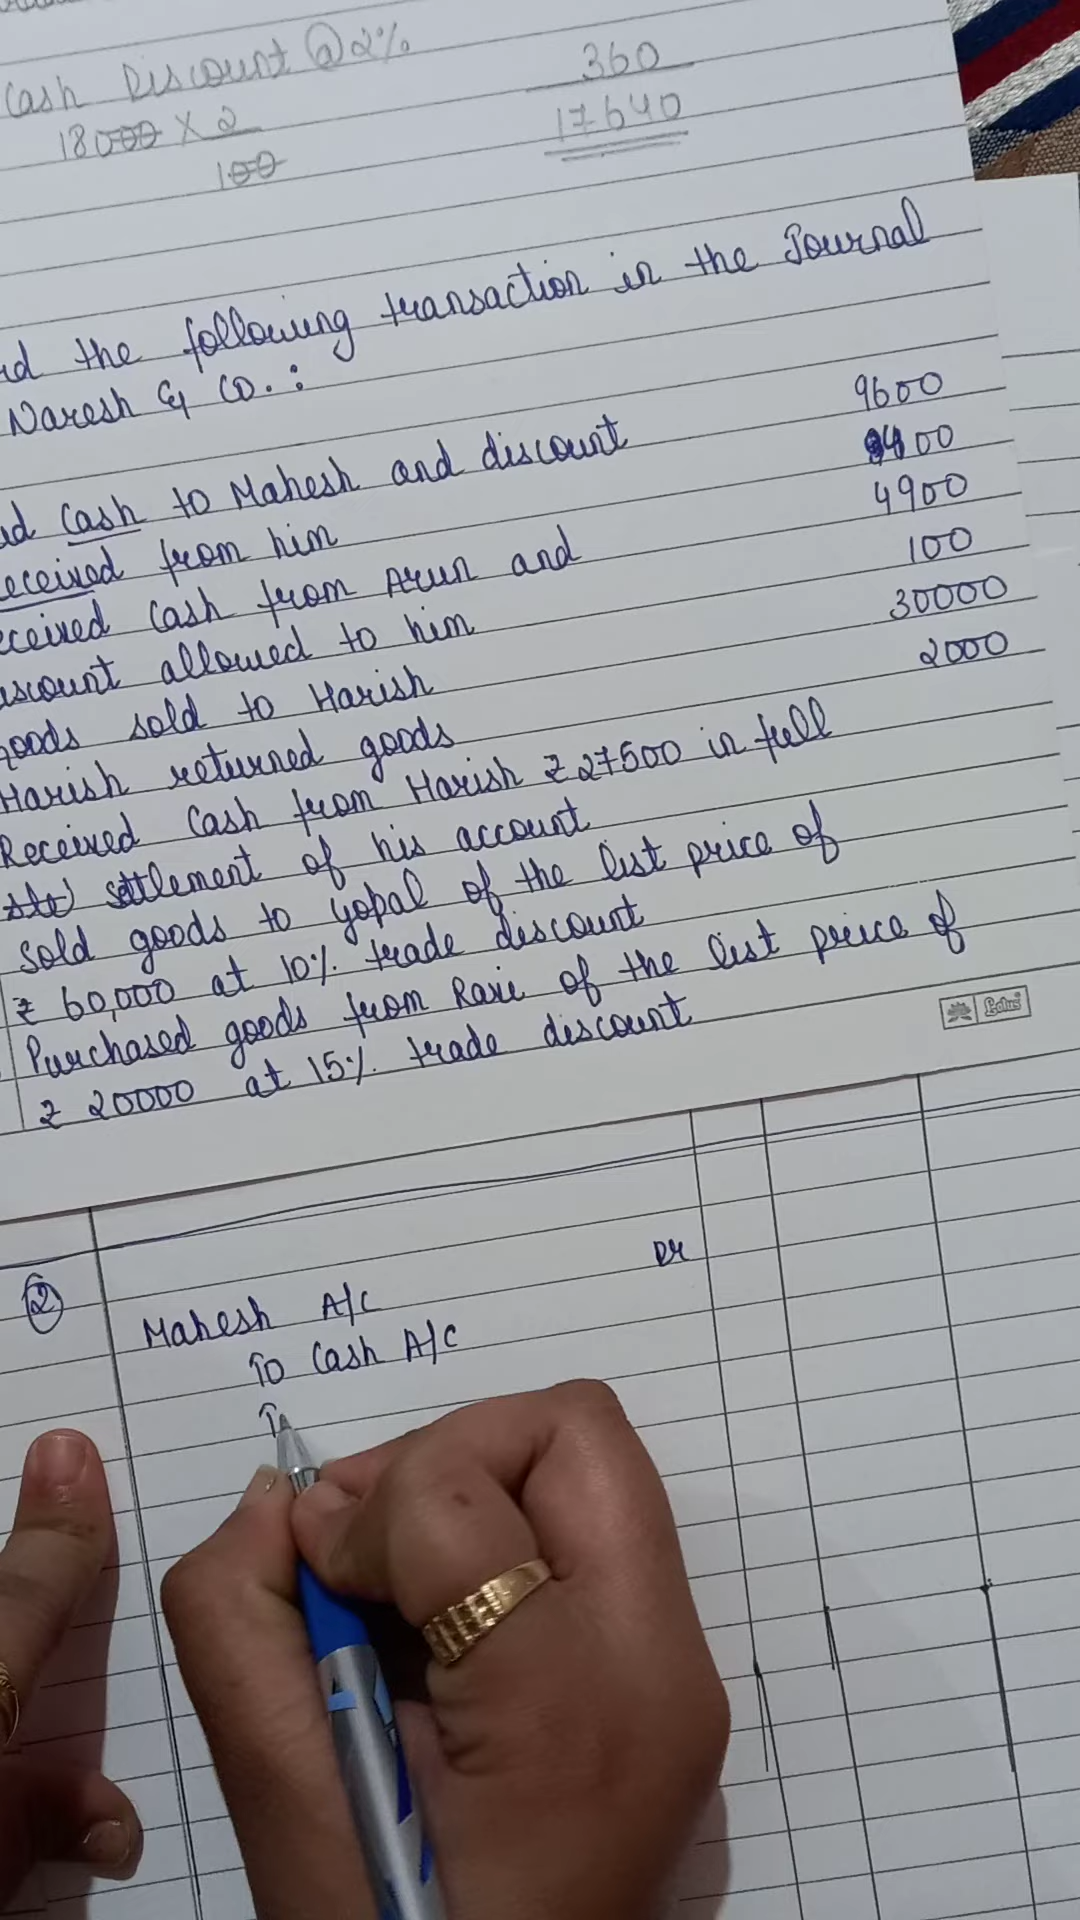 Cash Discount @ 2%
360
18000 X 2
17640
100
the following transaction in the Journal
Naresh & CO. :
Cash to Mahesh and discount 9600
from him 400
Cash from Arun and 4900
allowed to him 100
goods sold to Harish 30000
Harish returned goods 2000
Received Cash from Harish ₹ 27500 in full
settlement of his account
Sold goods to Gopal of the list price of
₹ 60,000 at 10% trade discount
Purchased goods from Ravi of the list price of
₹ 20000 at 15% trade discount
Lotus
② Mahesh A/C Dr
To Cash A/C